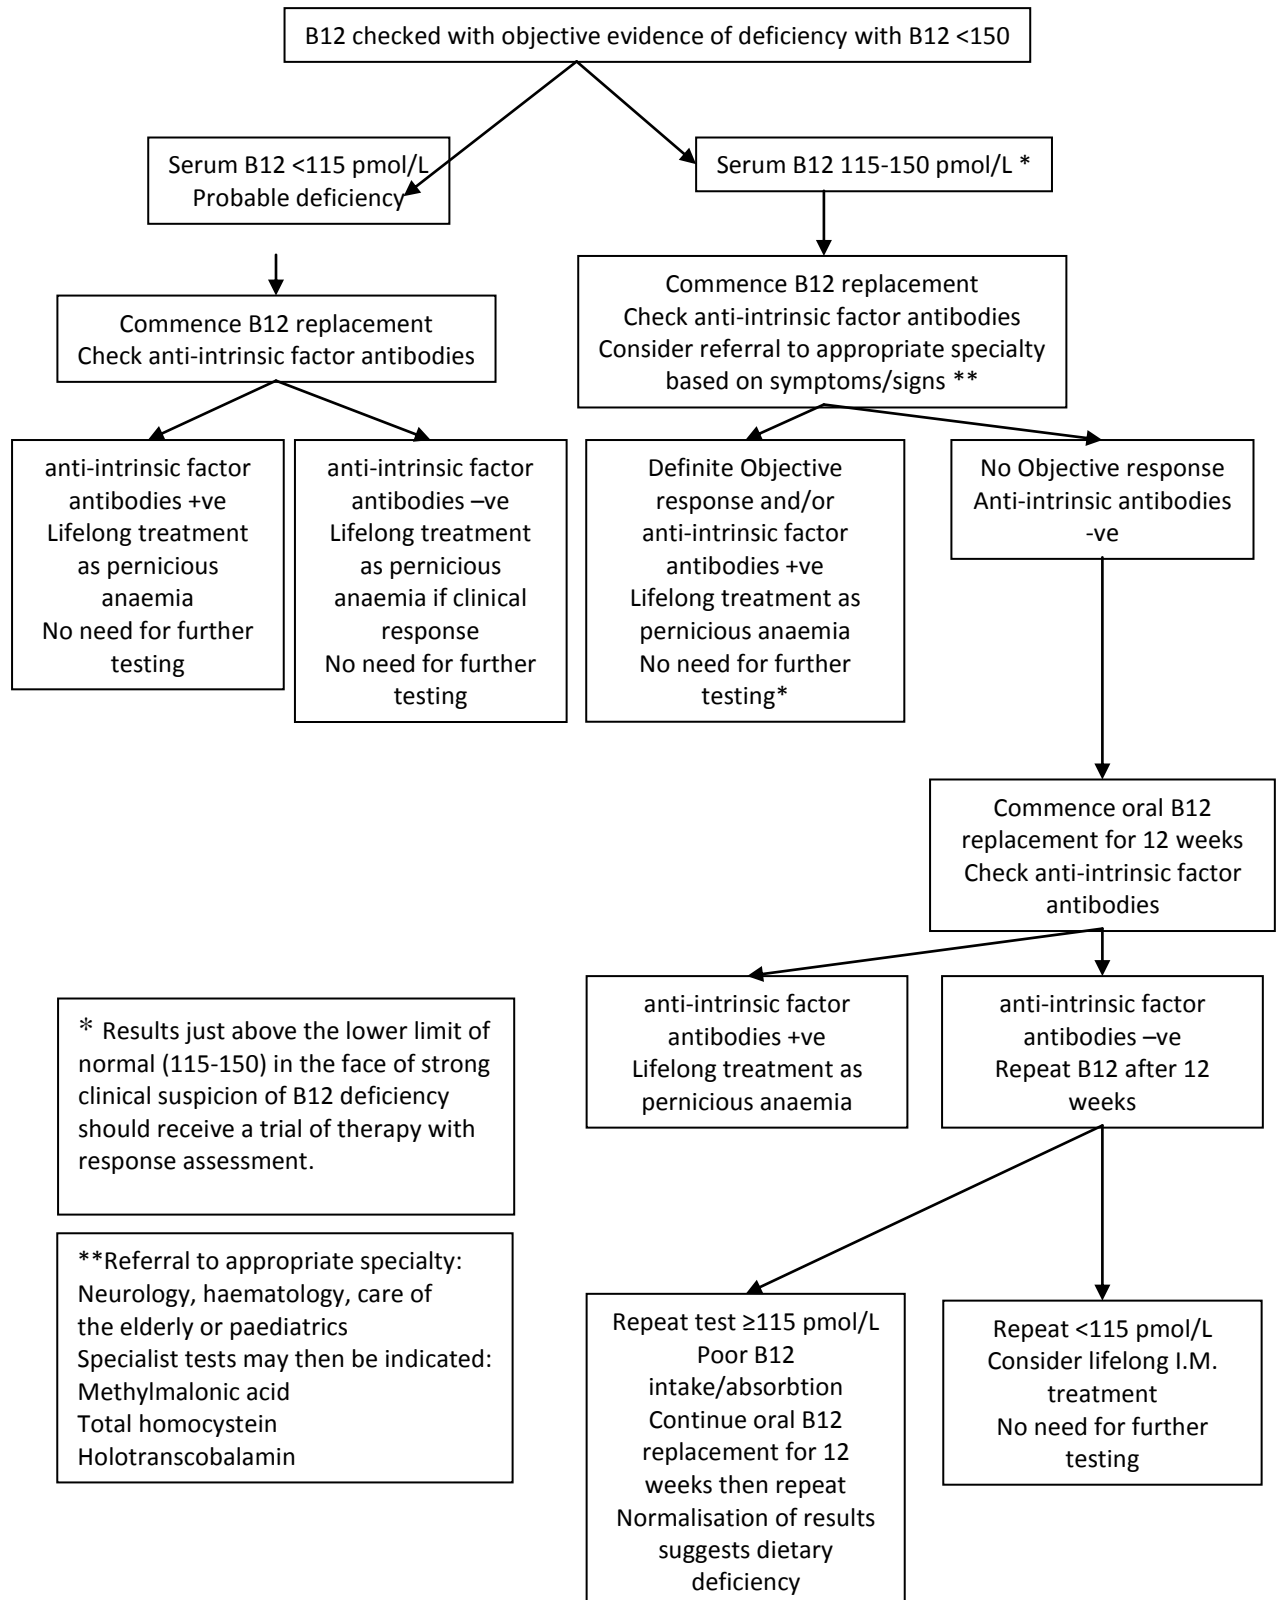 B12 checked with objective evidence of deficiency with B12 <150
Serum B12 <115 pmol/L
Probable deficiency
Serum B12 115-150 pmol/L *
Commence B12 replacement
Check anti-intrinsic factor antibodies
Commence B12 replacement
Check anti-intrinsic factor antibodies
Consider referral to appropriate specialty
based on symptoms/signs **
anti-intrinsic factor
antibodies +ve
Lifelong treatment
as pernicious
anaemia
No need for further
testing
anti-intrinsic factor
antibodies –ve
Lifelong treatment
as pernicious
anaemia if clinical
response
No need for further
testing
Definite Objective
response and/or
anti-intrinsic factor
antibodies +ve
Lifelong treatment as
pernicious anaemia
No need for further
testing*
No Objective response
Anti-intrinsic antibodies
-ve
Commence oral B12
replacement for 12 weeks
Check anti-intrinsic factor
antibodies
anti-intrinsic factor
antibodies +ve
Lifelong treatment as
pernicious anaemia
anti-intrinsic factor
antibodies –ve
Repeat B12 after 12
weeks
* Results just above the lower limit of
normal (115-150) in the face of strong
clinical suspicion of B12 deficiency
should receive a trial of therapy with
response assessment.
**Referral to appropriate specialty:
Neurology, haematology, care of
the elderly or paediatrics
Specialist tests may then be indicated:
Methylmalonic acid
Total homocystein
Holotranscobalamin
Repeat test ≥115 pmol/L
Poor B12
intake/absorbtion
Continue oral B12
replacement for 12
weeks then repeat
Normalisation of results
suggests dietary
deficiency
Repeat <115 pmol/L
Consider lifelong I.M.
treatment
No need for further
testing